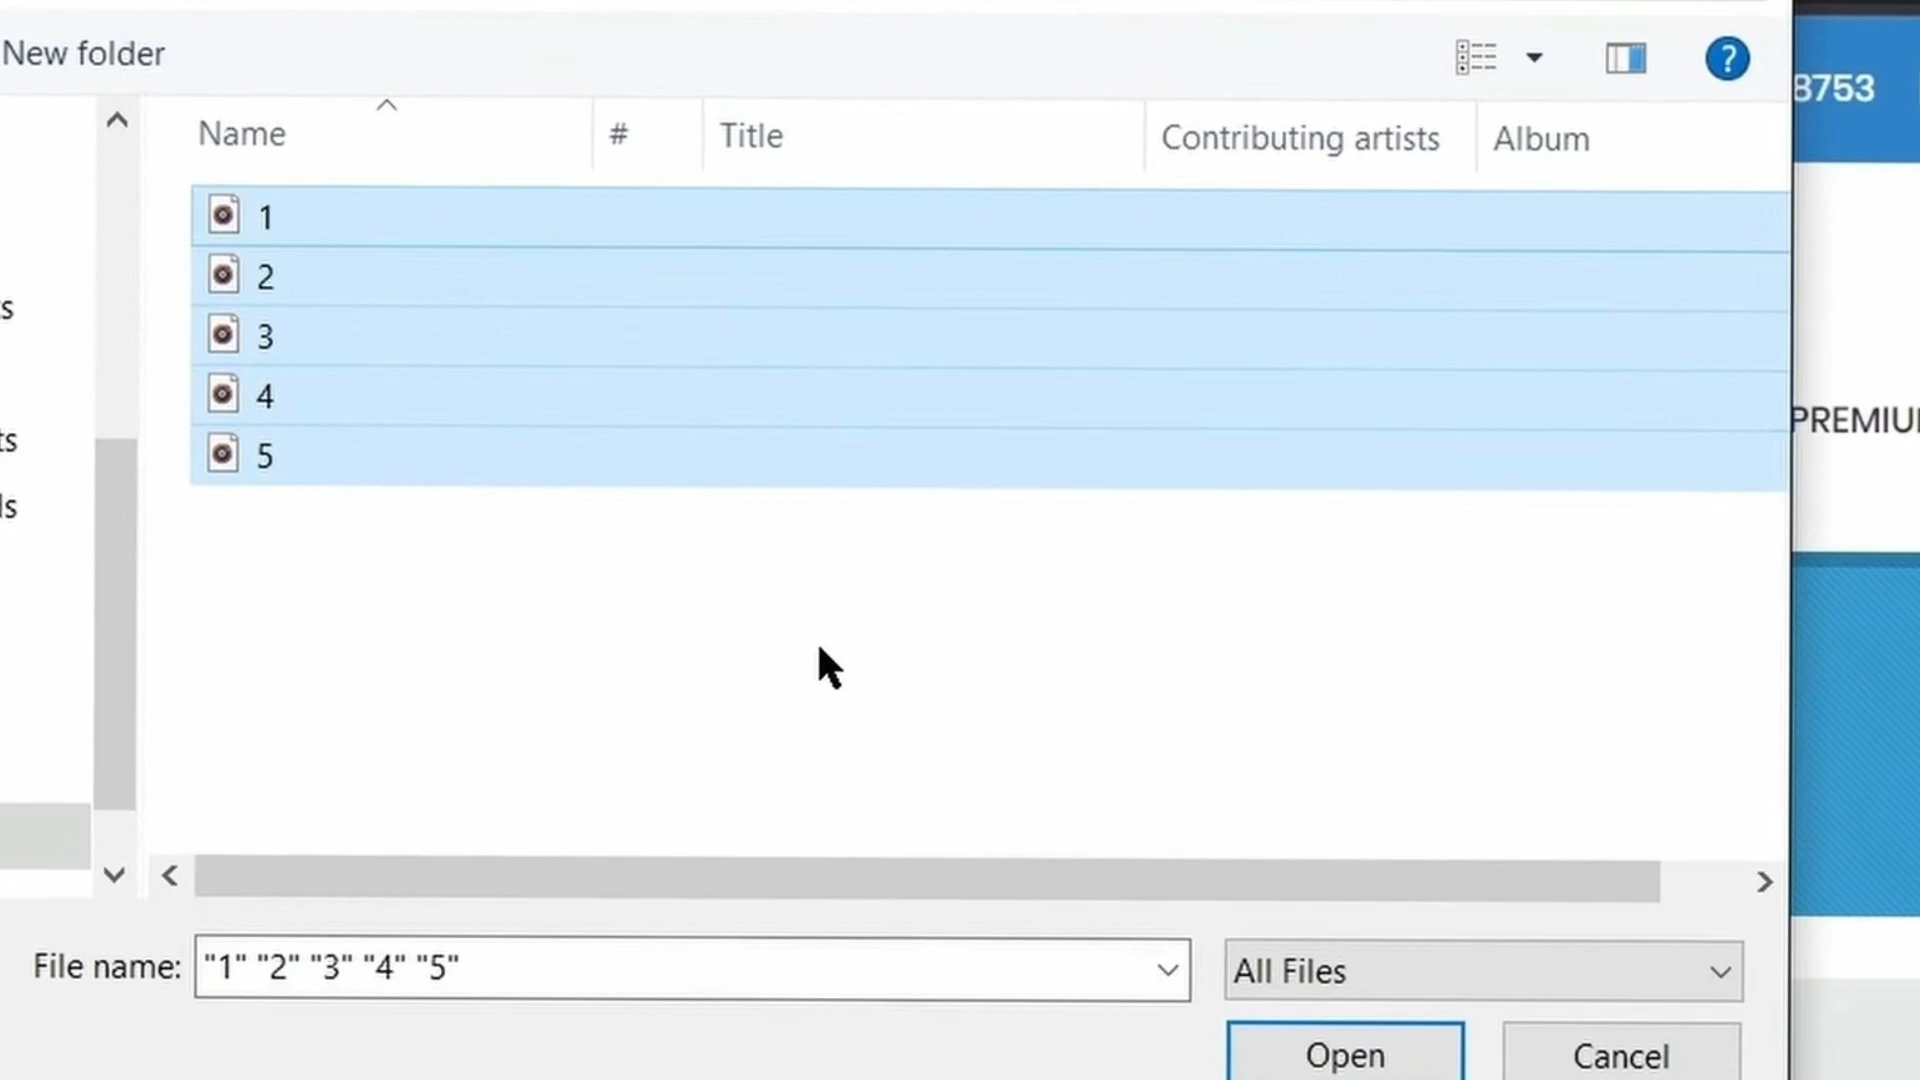 New folder
?
8753
Name
#
Title
Contributing artists
Album
1
2
3
4
5
File name:
"1" "2" "3" "4" "5"
All Files
Open
Cancel